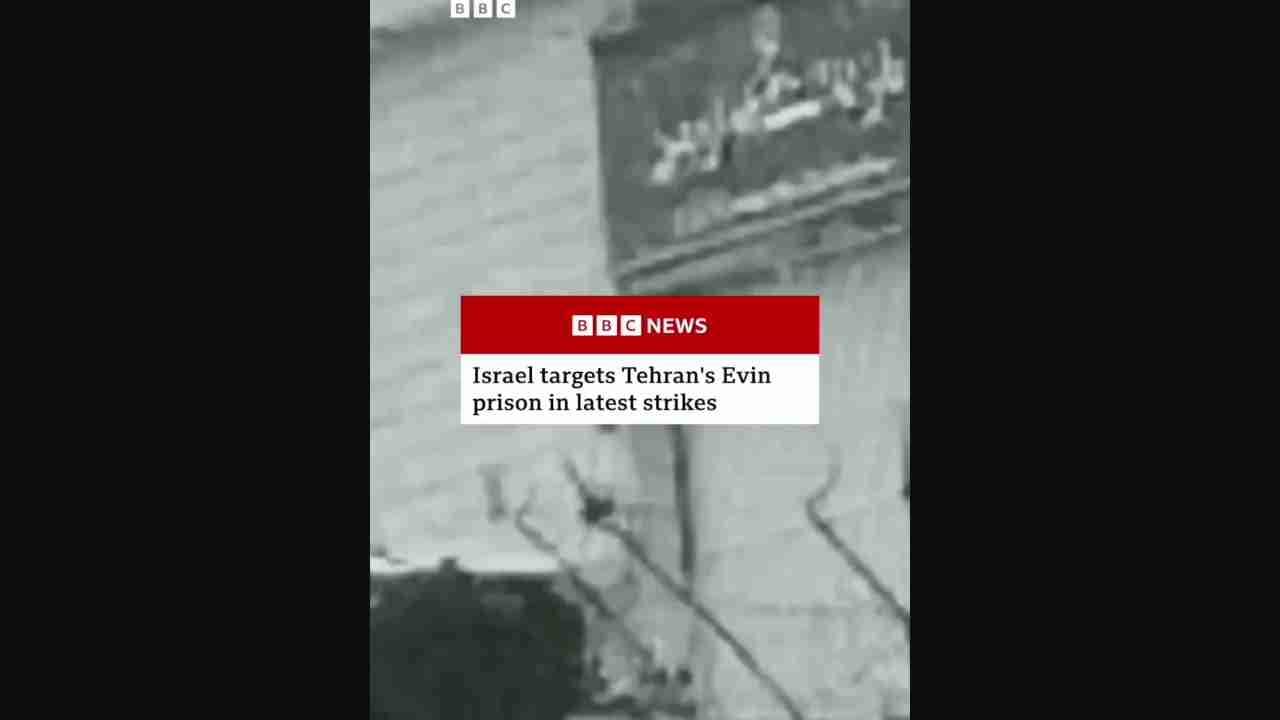 BBC
BBC NEWS
Israel targets Tehran's Evin
prison in latest strikes